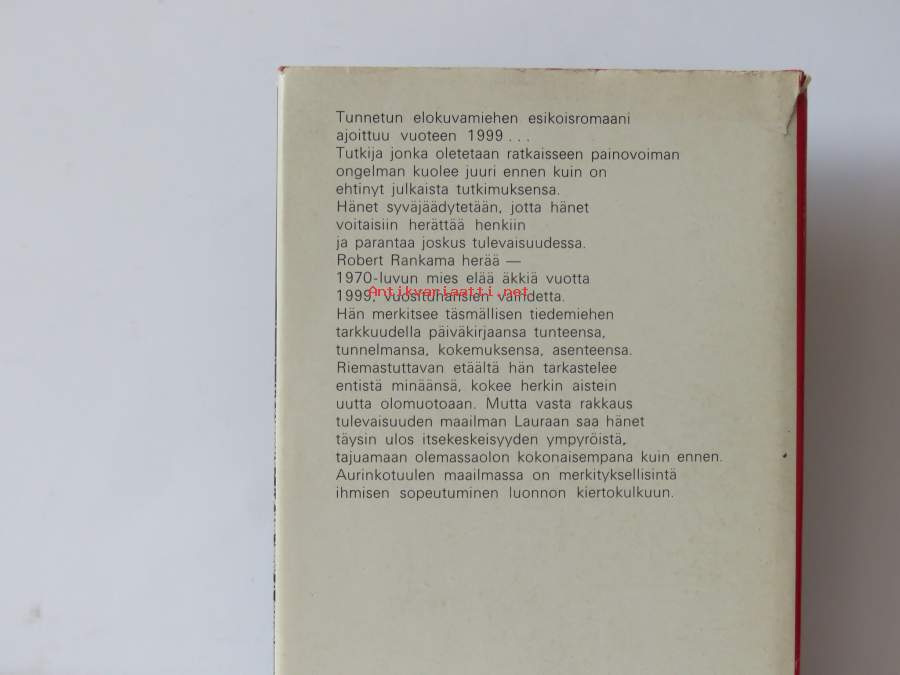 Tunnetun elokuvamiehen esikoisromaani
ajoittuu vuoteen 1999 . . .
Tutkija jonka oletetaan ratkaisseen painovoiman
ongelman kuolee juuri ennen kuin on
ehtinyt julkaista tutkimuksensa.
Hänet syväjäädytetään, jotta hänet
voitaisiin herättää henkiin
ja parantaa joskus tulevaisuudessa.
Robert Rankama herää —
1970-luvun mies elää äkkiä vuotta
Antikvariaatti.net
1999, vuosituhansien vaihdetta.
Hän merkitsee täsmällisen tiedemiehen
tarkkuudella päiväkirjaansa tunteensa,
tunnelmansa, kokemuksensa, asenteensa.
Riemastuttavan etäältä hän tarkastelee
entistä minäänsä, kokee herkin aistein
uutta olomuotoaan. Mutta vasta rakkaus
tulevaisuuden maailman Lauraan saa hänet
täysin ulos itsekeskeisyyden ympyröistä,
tajuamaan olemassaolon kokonaisempana kuin ennen.
Aurinkotuulen maailmassa on merkityksellisintä
ihmisen sopeutuminen luonnon kiertokulkuun.